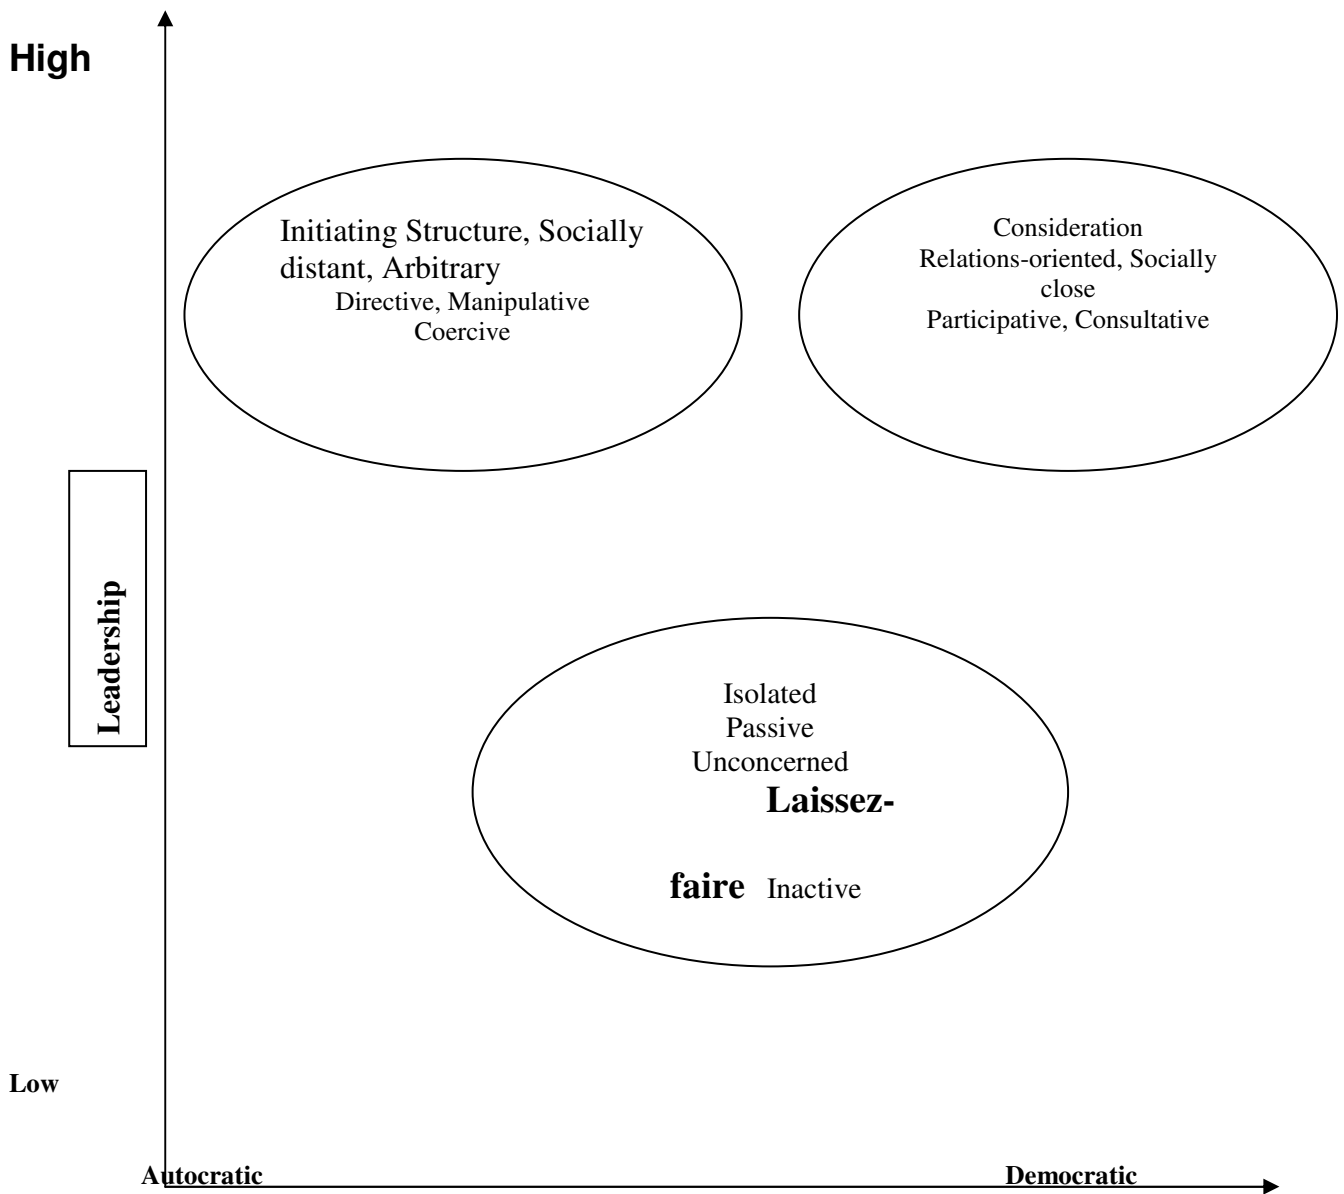 High
Initiating Structure, Socially
distant, Arbitrary
Directive, Manipulative
Coercive
Consideration
Relations-oriented, Socially
close
Participative, Consultative
Leadership
Isolated
Passive
Unconcerned
Laissez-
faire Inactive
Low
Autocratic
Democratic